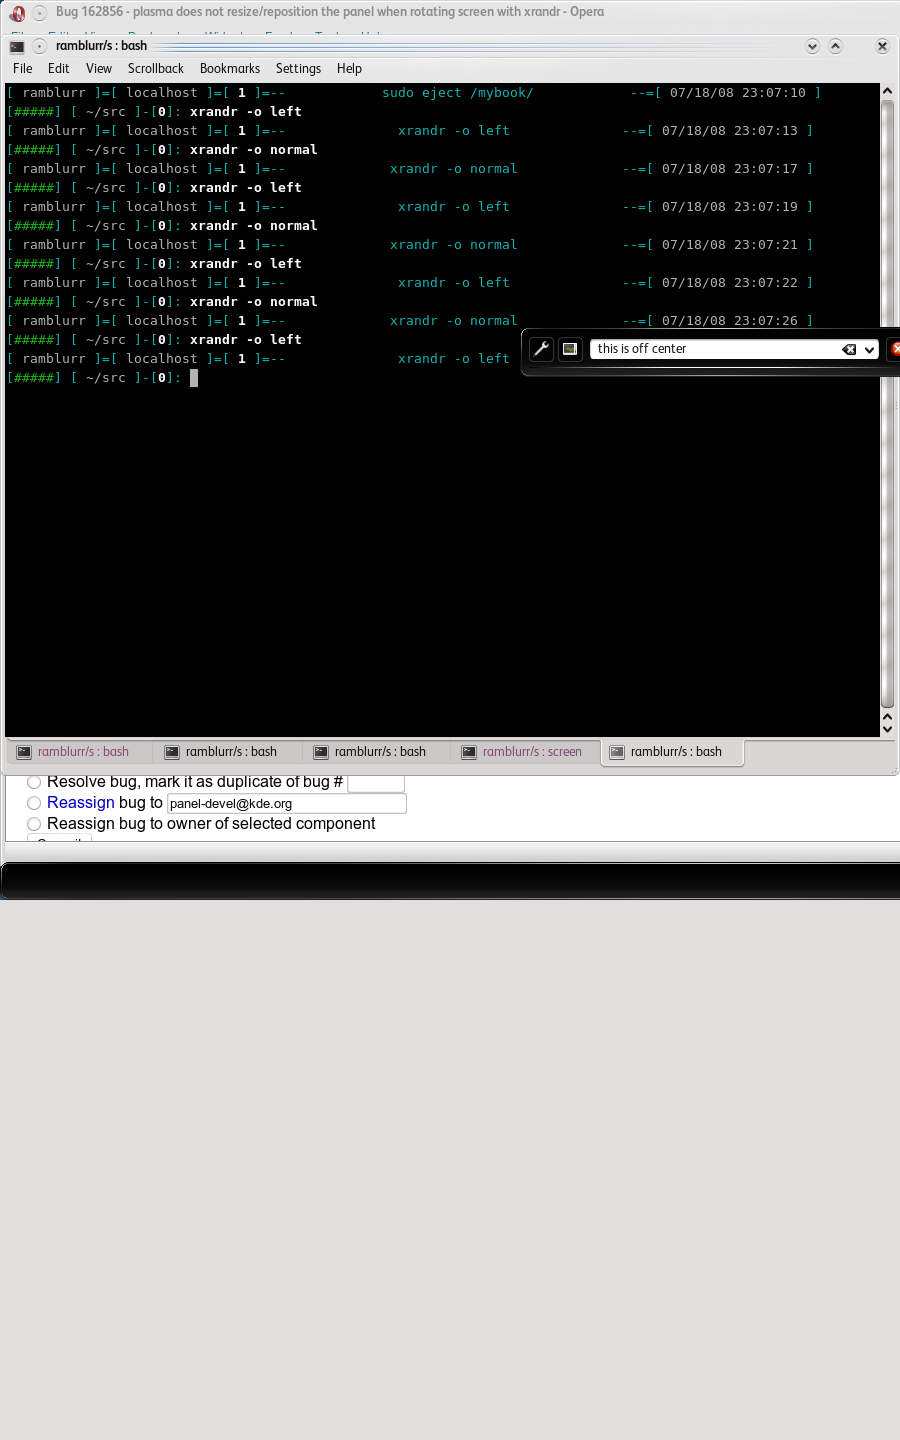 Bug 162856 - plasma does not resize/reposition the panel when rotating screen with xrandr - Opera
ramblurr/s : bash
File Edit View Scrollback Bookmarks Settings Help
[ ramblurr ]=[ localhost ]=[ 1 ]=-- sudo eject /mybook/ --=[ 07/18/08 23:07:10 ]
[#####] [ ~/src ]-[0]: xrandr -o left
[ ramblurr ]=[ localhost ]=[ 1 ]=-- xrandr -o left --=[ 07/18/08 23:07:13 ]
[#####] [ ~/src ]-[0]: xrandr -o normal
[ ramblurr ]=[ localhost ]=[ 1 ]=-- xrandr -o normal --=[ 07/18/08 23:07:17 ]
[#####] [ ~/src ]-[0]: xrandr -o left
[ ramblurr ]=[ localhost ]=[ 1 ]=-- xrandr -o left --=[ 07/18/08 23:07:19 ]
[#####] [ ~/src ]-[0]: xrandr -o normal
[ ramblurr ]=[ localhost ]=[ 1 ]=-- xrandr -o normal --=[ 07/18/08 23:07:21 ]
[#####] [ ~/src ]-[0]: xrandr -o left
[ ramblurr ]=[ localhost ]=[ 1 ]=-- xrandr -o left --=[ 07/18/08 23:07:22 ]
[#####] [ ~/src ]-[0]: xrandr -o normal
[ ramblurr ]=[ localhost ]=[ 1 ]=-- xrandr -o normal --=[ 07/18/08 23:07:26 ]
[#####] [ ~/src ]-[0]: xrandr -o left
this is off center
[ ramblurr ]=[ localhost ]=[ 1 ]=-- xrandr -o left
[#####] [ ~/src ]-[0]:
ramblurr/s : bash ramblurr/s : bash ramblurr/s : bash ramblurr/s : screen ramblurr/s : bash
Resolve bug, mark it as duplicate of bug #
Reassign bug to panel-devel@kde.org
Reassign bug to owner of selected component